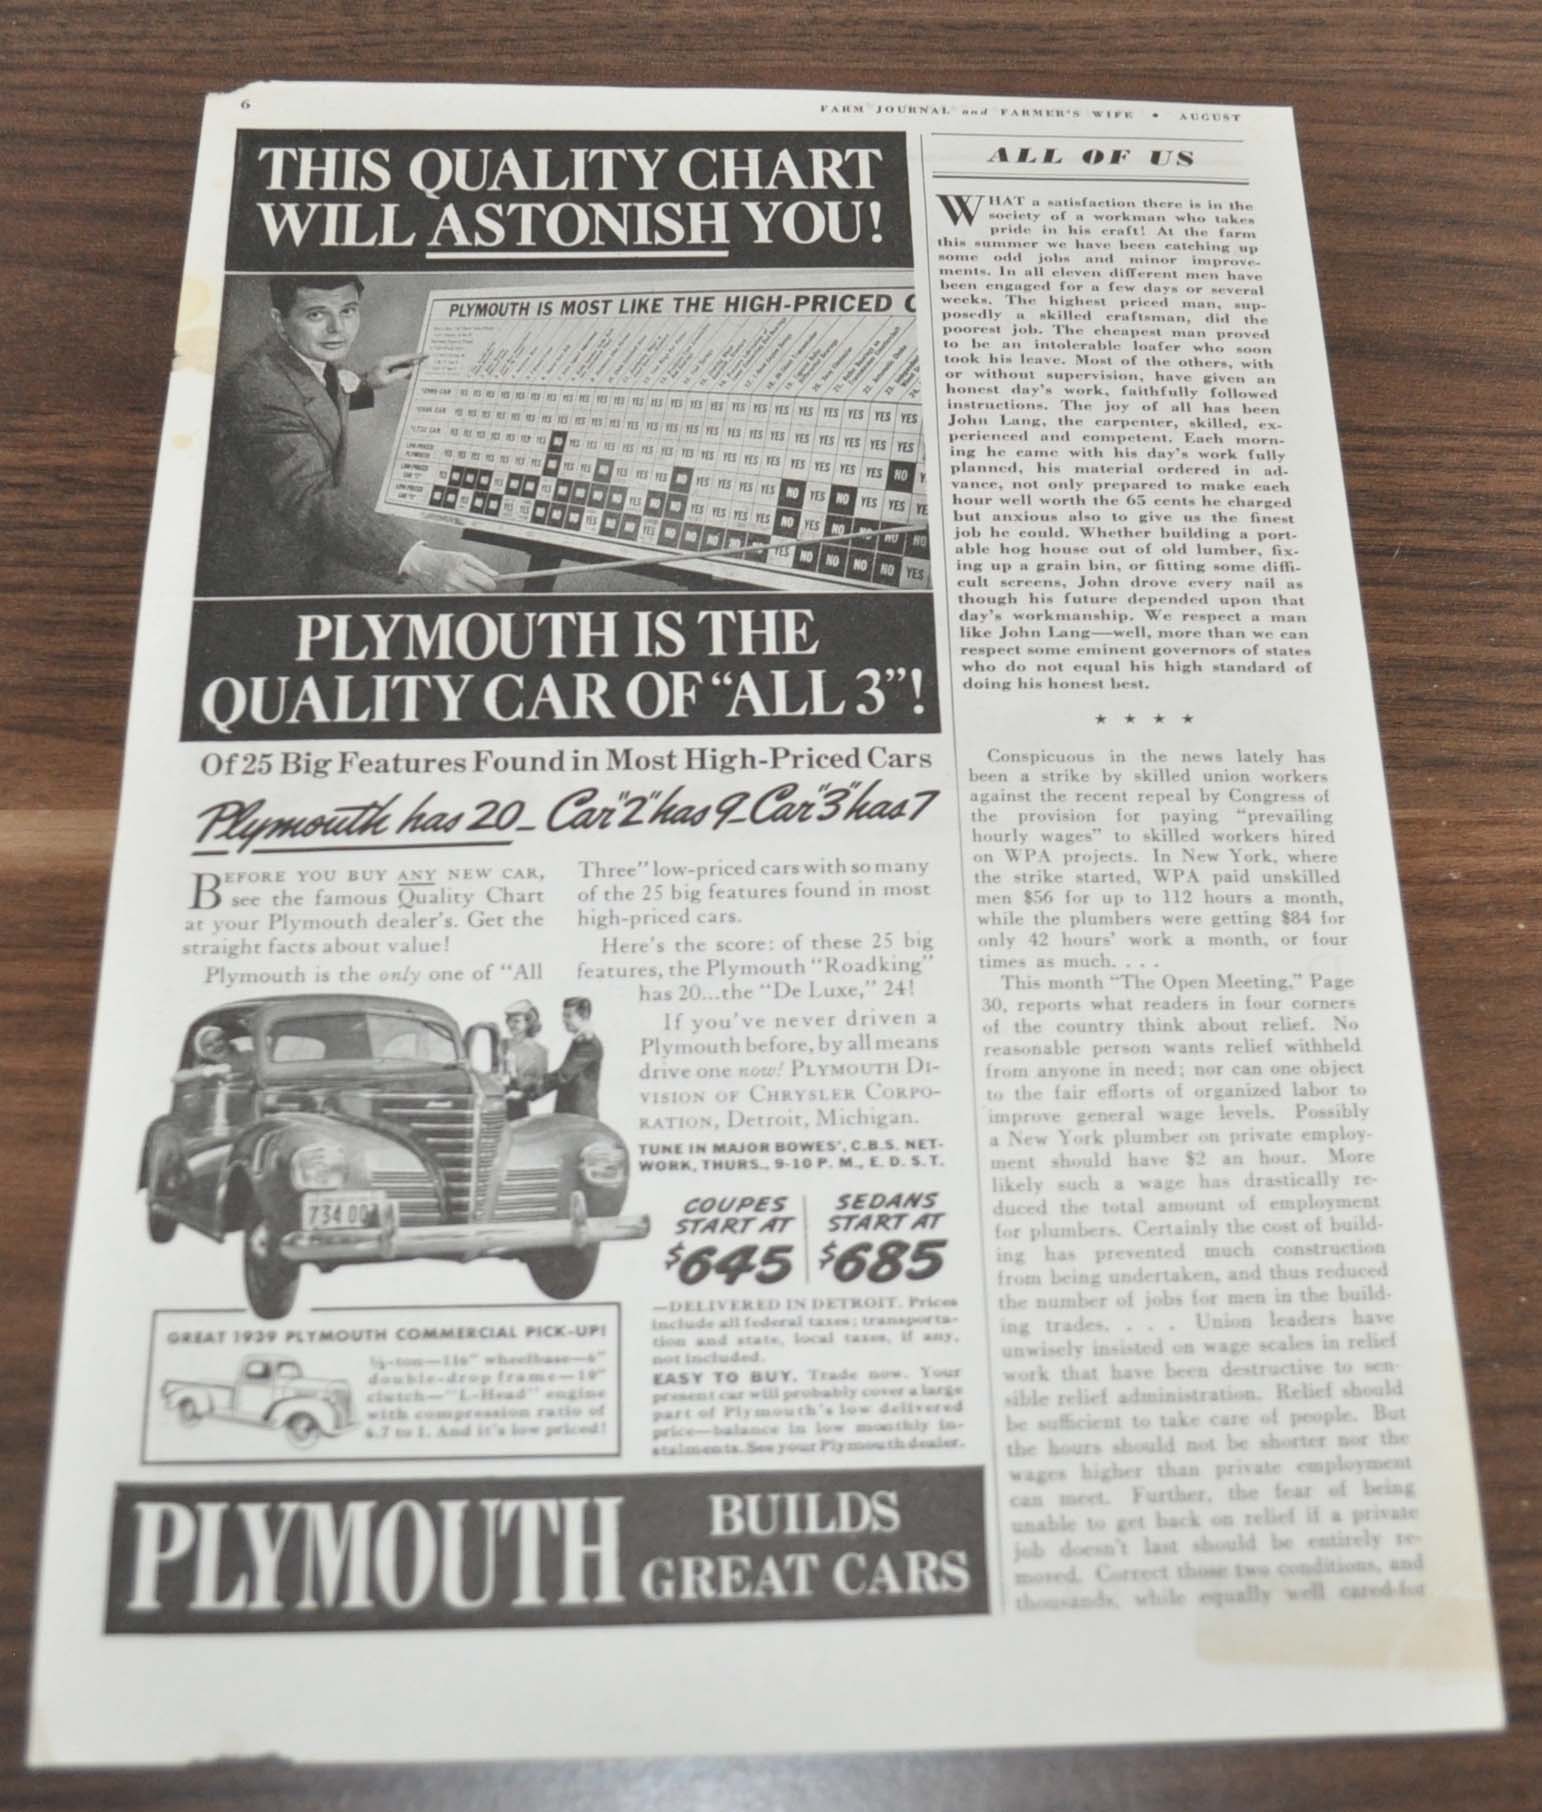 6
FARM JOURNAL and FARMER'S WIFE • AUGUST
THIS QUALITY CHART
WILL ASTONISH YOU!
PLYMOUTH IS MOST LIKE THE HIGH-PRICED C
PLYMOUTH IS THE
QUALITY CAR OF "ALL 3"!
Of 25 Big Features Found in Most High-Priced Cars
Plymouth has 20_ Car "2" has 9_ Car "3" has 7
BEFORE YOU BUY ANY NEW CAR,
see the famous Quality Chart
at your Plymouth dealer's. Get the
straight facts about value!
Plymouth is the only one of "All
Three" low-priced cars with so many
of the 25 big features found in most
high-priced cars.
Here's the score: of these 25 big
features, the Plymouth "Roadking"
has 20...the "De Luxe," 24!
If you've never driven a
Plymouth before, by all means
drive one now! PLYMOUTH DI-
VISION OF CHRYSLER CORPO-
RATION, Detroit, Michigan.
TUNE IN MAJOR BOWES', C.B.S. NET-
WORK, THURS., 9-10 P. M., E. D. S. T.
COUPES
START AT
$645
SEDANS
START AT
$685
—DELIVERED IN DETROIT. Prices
include all federal taxes; transporta-
tion and state, local taxes, if any,
not included.
EASY TO BUY. Trade now. Your
present car will probably cover a large
part of Plymouth's low delivered
price—balance in low monthly in-
stalments. See your Plymouth dealer.
734 00
GREAT 1939 PLYMOUTH COMMERCIAL PICK-UP!
½-ton—116" wheelbase—6"
double-drop frame—10"
clutch—"L-Head" engine
with compression ratio of
6.7 to 1. And it's low priced!
PLYMOUTH BUILDS
GREAT CARS
ALL OF US
WHAT a satisfaction there is in the
society of a workman who takes
pride in his craft! At the farm
this summer we have been catching up
some odd jobs and minor improve-
ments. In all eleven different men have
been engaged for a few days or several
weeks. The highest priced man, sup-
posedly a skilled craftsman, did the
poorest job. The cheapest man proved
to be an intolerable loafer who soon
took his leave. Most of the others, with
or without supervision, have given an
honest day's work, faithfully followed
instructions. The joy of all has been
John Lang, the carpenter, skilled, ex-
perienced and competent. Each morn-
ing he came with his day's work fully
planned, his material ordered in ad-
vance, not only prepared to make each
hour well worth the 65 cents he charged
but anxious also to give us the finest
job he could. Whether building a port-
able hog house out of old lumber, fix-
ing up a grain bin, or fitting some diffi-
cult screens, John drove every nail as
though his future depended upon that
day's workmanship. We respect a man
like John Lang—well, more than we can
respect some eminent governors of states
who do not equal his high standard of
doing his honest best.
★ ★ ★ ★
Conspicuous in the news lately has
been a strike by skilled union workers
against the recent repeal by Congress of
the provision for paying "prevailing
hourly wages" to skilled workers hired
on WPA projects. In New York, where
the strike started, WPA paid unskilled
men $56 for up to 112 hours a month,
while the plumbers were getting $84 for
only 42 hours' work a month, or four
times as much. . . .
This month "The Open Meeting," Page
30, reports what readers in four corners
of the country think about relief. No
reasonable person wants relief withheld
from anyone in need; nor can one object
to the fair efforts of organized labor to
improve general wage levels. Possibly
a New York plumber on private employ-
ment should have $2 an hour. More
likely such a wage has drastically re-
duced the total amount of employment
for plumbers. Certainly the cost of build-
ing has prevented much construction
from being undertaken, and thus reduced
the number of jobs for men in the build-
ing trades. . . . Union leaders have
unwisely insisted on wage scales in relief
work that have been destructive to sen-
sible relief administration. Relief should
be sufficient to take care of people. But
the hours should not be shorter nor the
wages higher than private employment
can meet. Further, the fear of being
unable to get back on relief if a private
job doesn't last should be entirely re-
moved. Correct those two conditions, and
thousands, while equally well cared-for